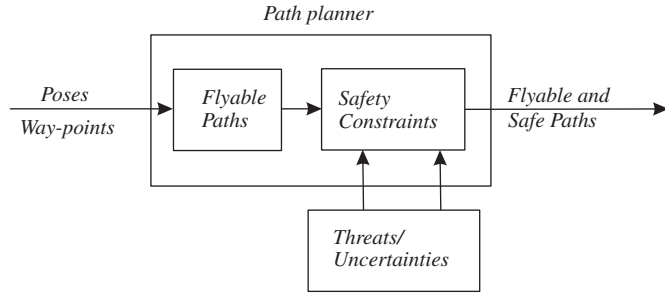 Path planner
Poses
Way-points
Flyable
Paths
Safety
Constraints
Flyable and
Safe Paths
Threats/
Uncertainties